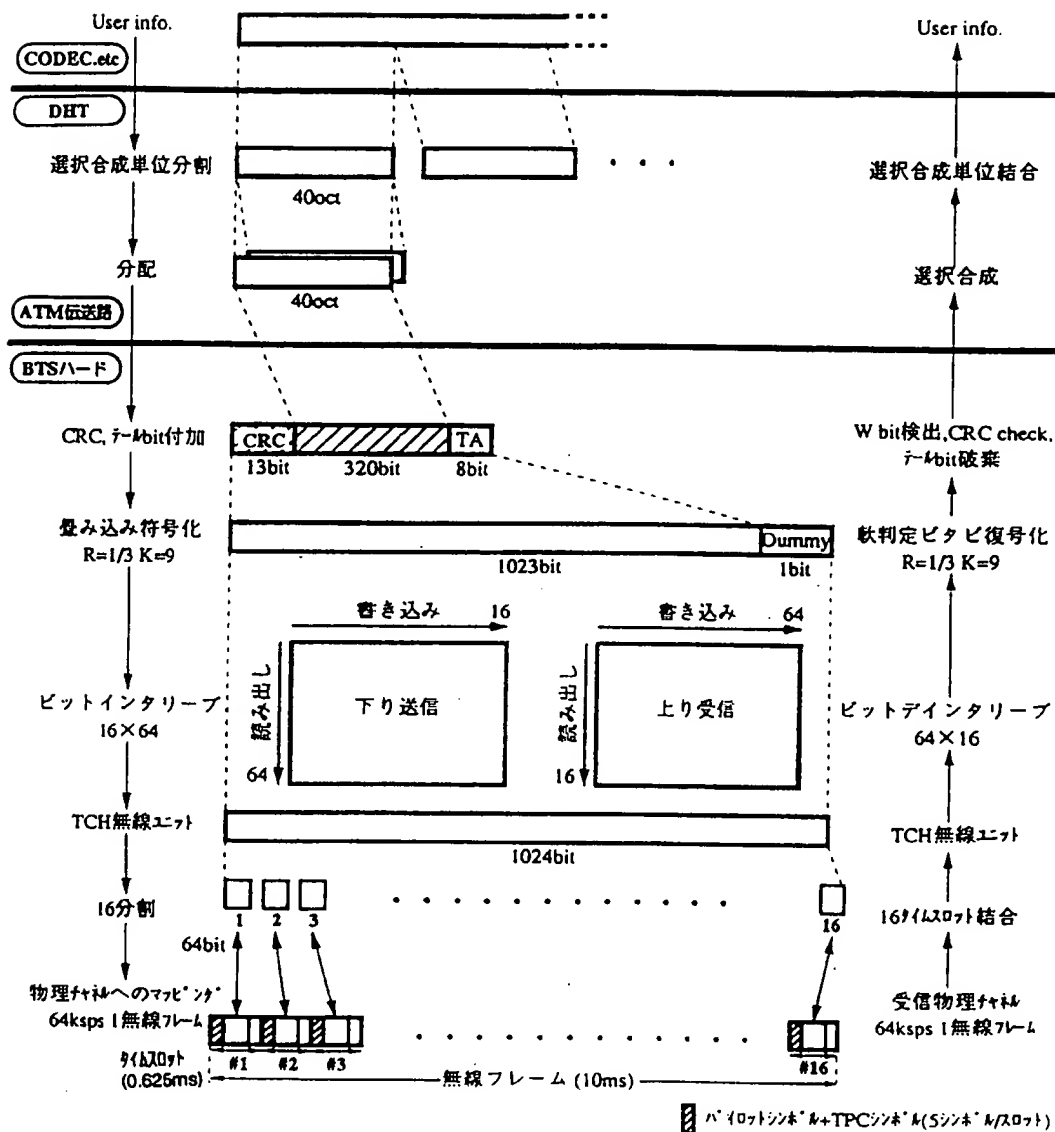 User info.
User info.
CODEC.etc
DHT
選択合成単位分割
40oct
選択合成単位結合
分配
40oct
選択合成
ATM伝送路
BTSハード
CRC, テールbit付加
CRC
TA
13bit
320bit
8bit
W bit検出,CRC check,
テールbit破棄
畳み込み符号化
R=1/3 K=9
Dummy
1023bit
1bit
軟判定ビタビ復号化
R=1/3 K=9
書き込み
16
読み出し
64
下り送信
書き込み
64
読み出し
16
上り受信
ビットインタリーブ
16×64
ビットデインタリーブ
64×16
TCH無線ユニット
1024bit
TCH無線ユニット
16分割
1
2
3
16
16タイムスロット結合
64bit
物理チャネルへのマッピング
64ksps 1無線フレーム
受信物理チャネル
64ksps 1無線フレーム
タイムスロット
(0.625ms)
#1
#2
#3
#16
無線フレーム (10ms)
パイロットシンボル+TPCシンボル(5シンボル/スロット)